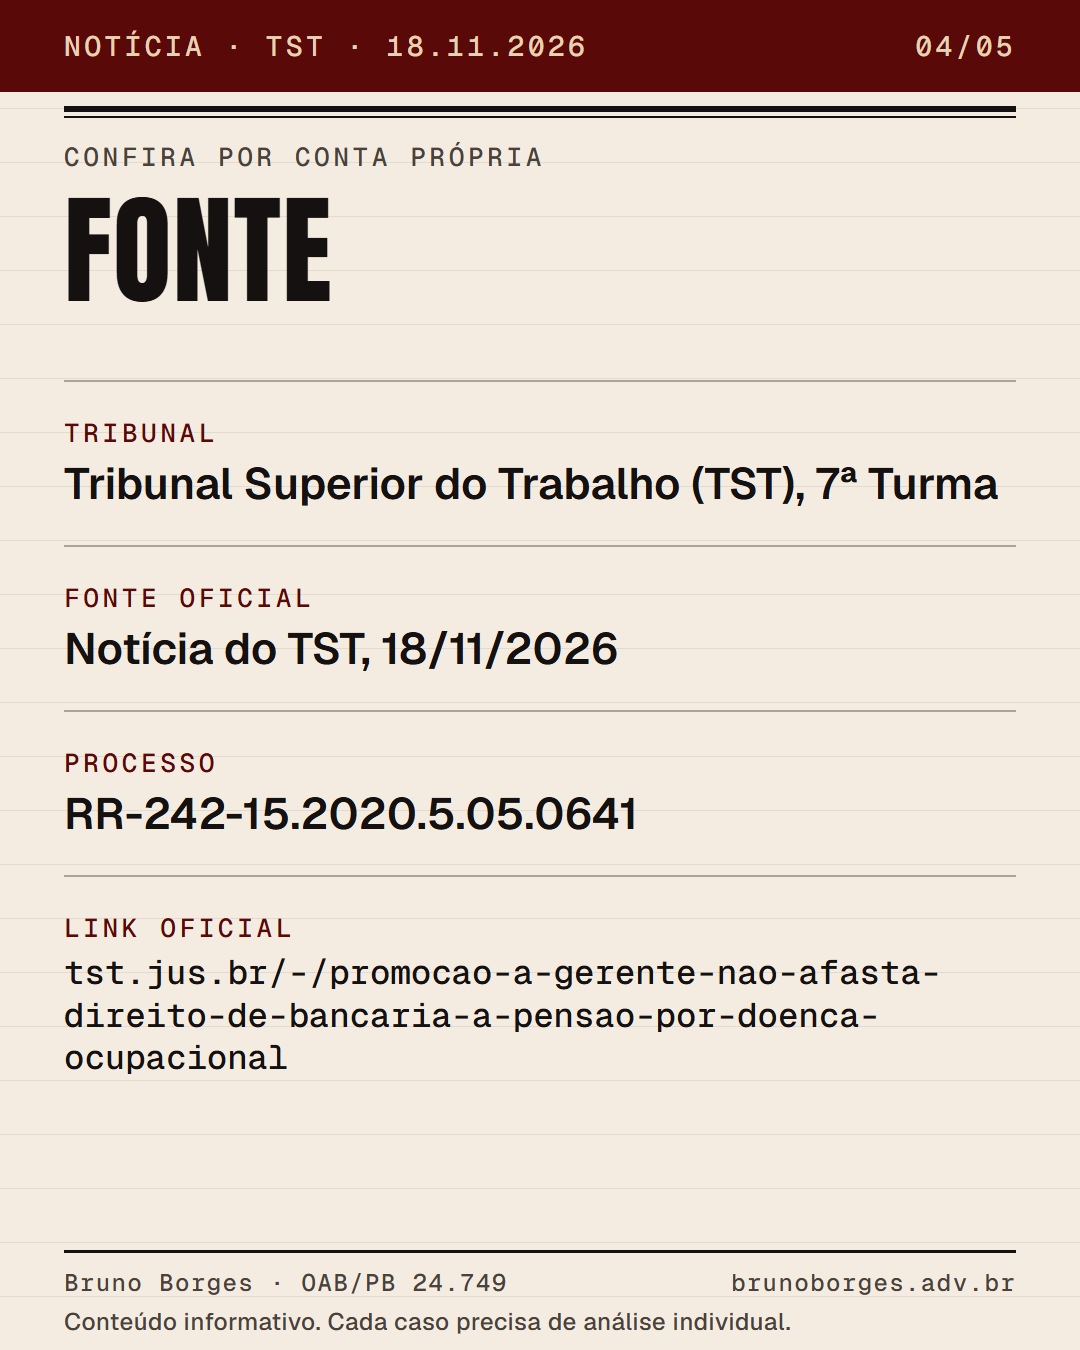 NOTÍCIA · TST · 18.11.2026 04/05
CONFIRA POR CONTA PRÓPRIA
FONTE
TRIBUNAL
Tribunal Superior do Trabalho (TST), 7ª Turma
FONTE OFICIAL
Notícia do TST, 18/11/2026
PROCESSO
RR-242-15.2020.5.05.0641
LINK OFICIAL
tst.jus.br/-/promocao-a-gerente-nao-afasta-
direito-de-bancaria-a-pensao-por-doenca-
ocupacional
Bruno Borges · OAB/PB 24.749 brunoborges.adv.br
Conteúdo informativo. Cada caso precisa de análise individual.